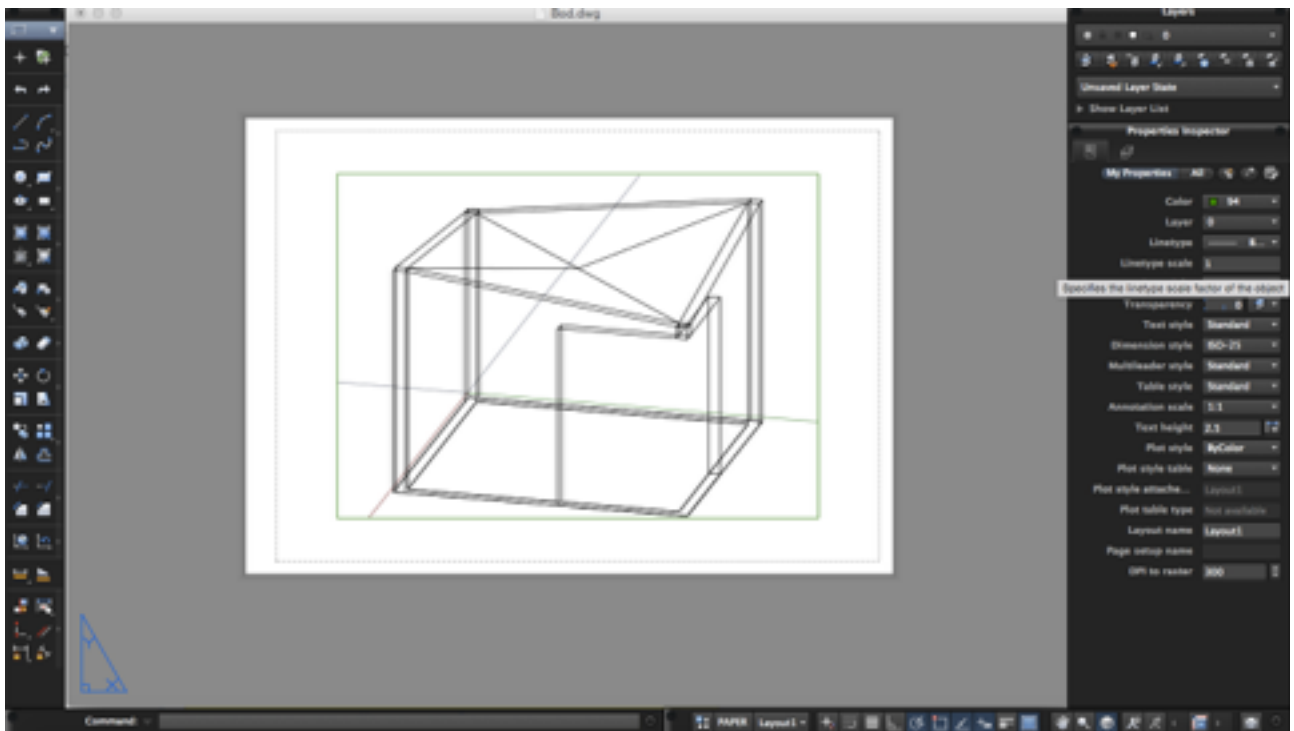 Bod.dwg
Layers
0
Unsaved Layer State
Show Layer List
Properties Inspector
My Properties All
Color 94
Layer 0
Linetype
Linetype scale 1
Specifies the linetype scale factor of the object
Transparency 0
Text style Standard
Dimension style ISO-25
Multileader style Standard
Table style Standard
Annotation scale 1:1
Text height 2.5
Plot style ByColor
Plot style table None
Plot style attache... Layout1
Plot table type Not available
Layout name Layout1
Page setup name
DPI to raster 300
Y
X
Command:
PAPER Layout1